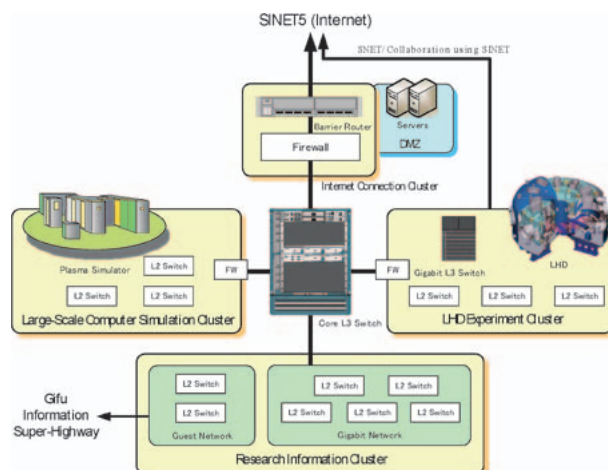 SINET5 (Internet)
SNET/Collaboration using SINET
Barrier Router
Servers
Firewall
DMZ
Internet Connection Cluster
Plasma Simulator
L2 Switch
FW
L2 Switch
L2 Switch
Large-Scale Computer Simulation Cluster
Core L3 Switch
FW
Gigabit L3 Switch
LHD
L2 Switch
L2 Switch
L2 Switch
LHD Experiment Cluster
Gifu
Information
Super-Highway
L2 Switch
L2 Switch
Guest Network
L2 Switch
L2 Switch
L2 Switch
L2 Switch
L2 Switch
Gigabit Network
Research Information Cluster